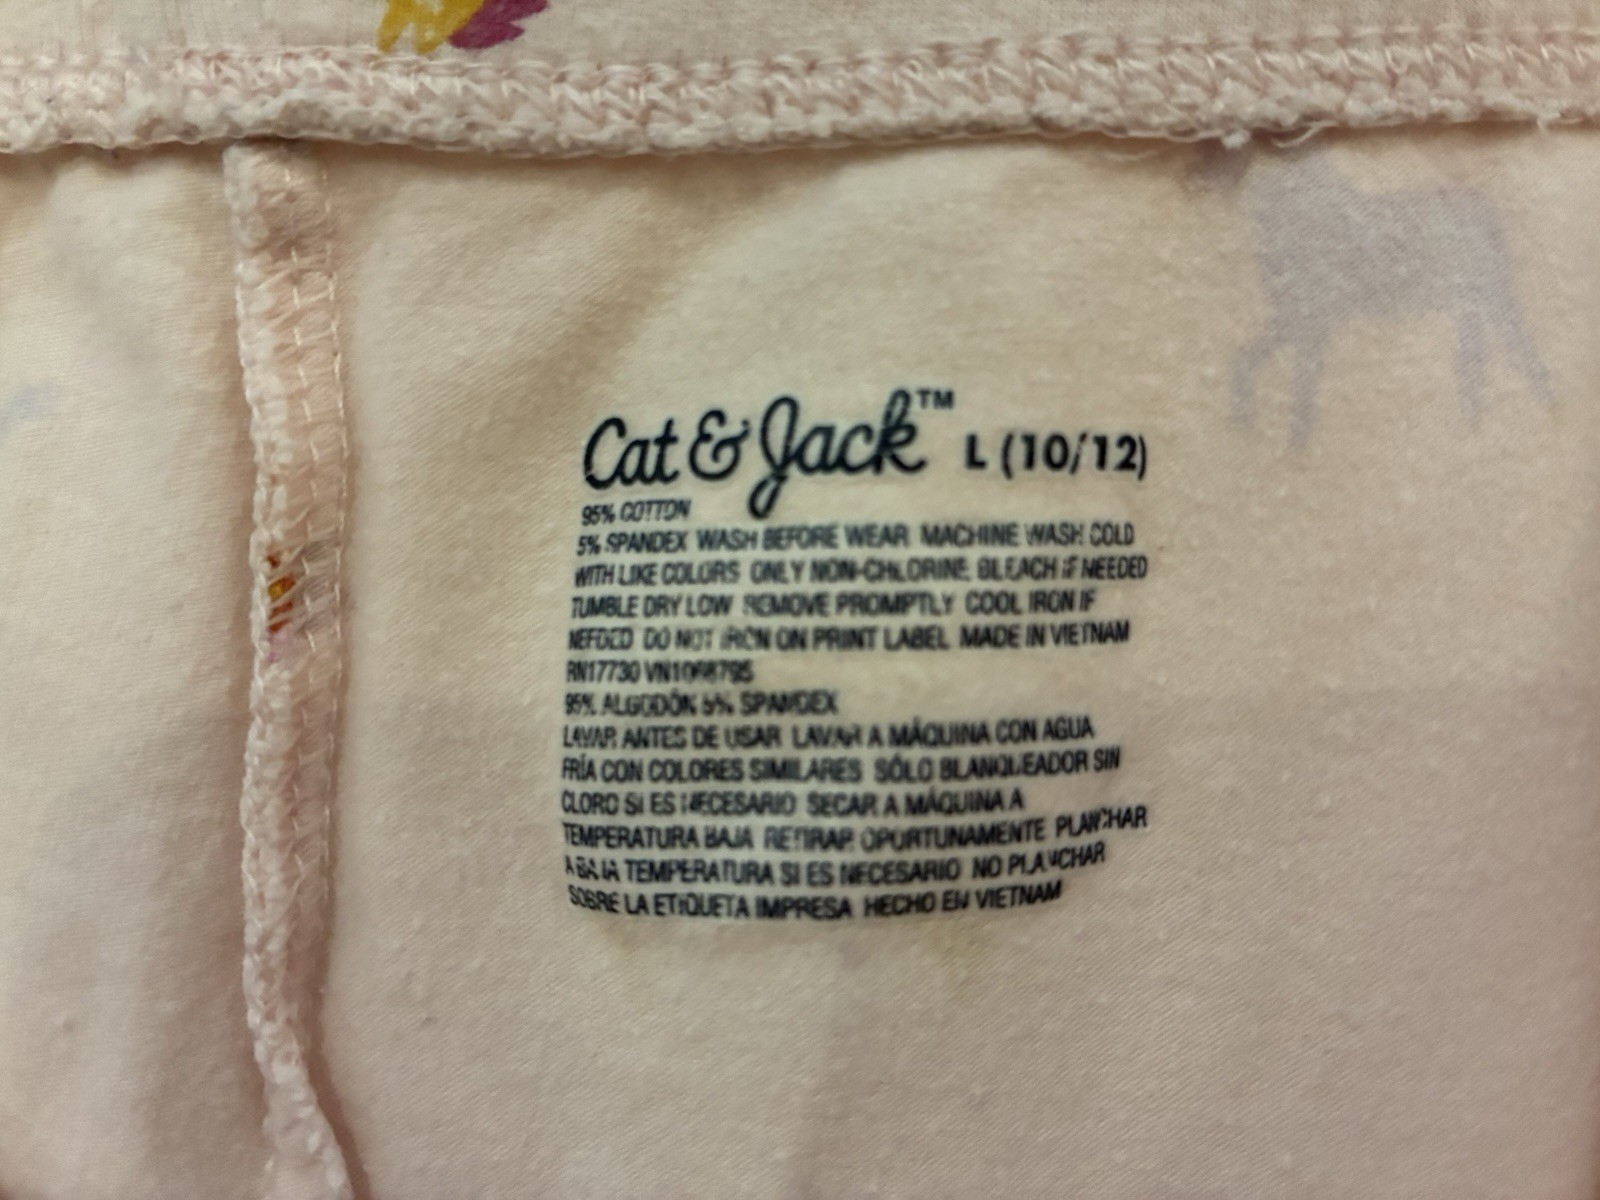 Cat & Jack™ L (10/12)
95% COTTON
5% SPANDEX WASH BEFORE WEAR MACHINE WASH COLD
WITH LIKE COLORS ONLY NON-CHLORINE BLEACH IF NEEDED
TUMBLE DRY LOW REMOVE PROMPTLY COOL IRON IF
NEEDED DO NOT IRON ON PRINT LABEL MADE IN VIETNAM
RN17730
95% ALGODÓN 5% SPANDEX
LAVAR ANTES DE USAR LAVAR A MÁQUINA CON AGUA
FRÍA CON COLORES SIMILARES SÓLO BLANQUEADOR SIN
CLORO SI ES NECESARIO SECAR A MÁQUINA A
TEMPERATURA BAJA RETIRAR OPORTUNAMENTE PLANCHAR
A BAJA TEMPERATURA SI ES NECESARIO NO PLANCHAR
SOBRE LA ETIQUETA IMPRESA HECHO EN VIETNAM